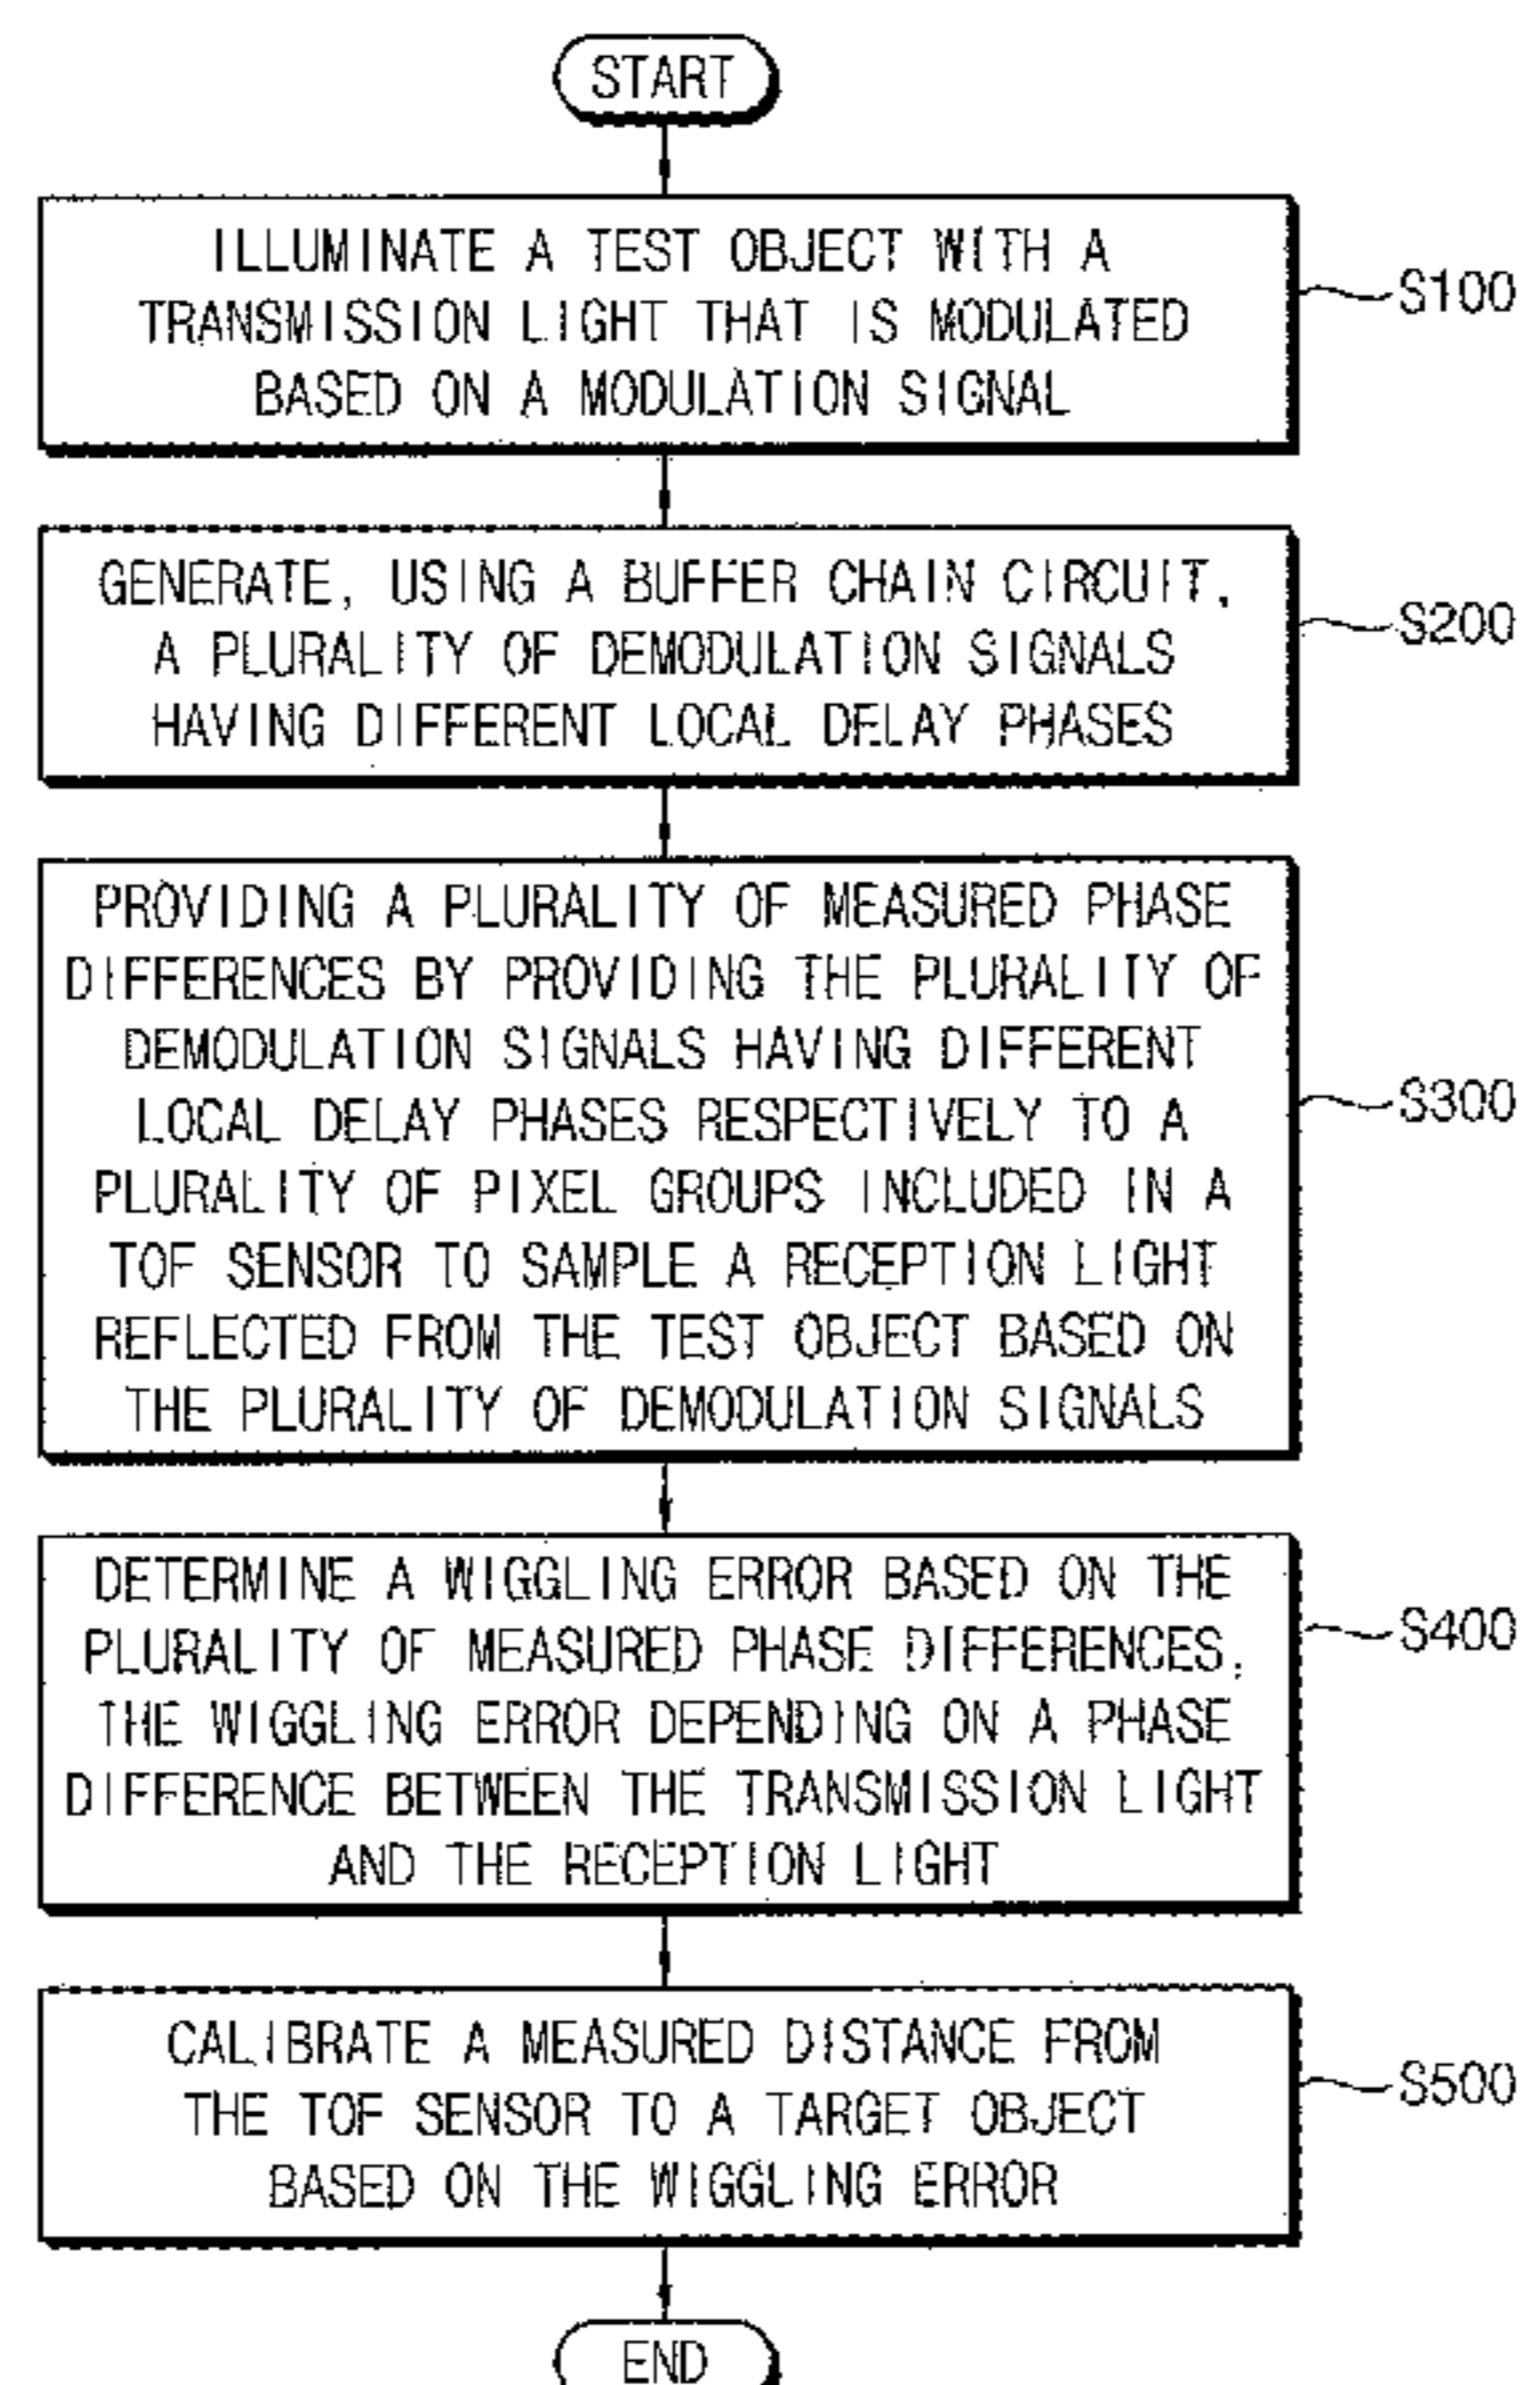 START
ILLUMINATE A TEST OBJECT WITH A
TRANSMISSION LIGHT THAT IS MODULATED
BASED ON A MODULATION SIGNAL
S100
GENERATE, USING A BUFFER CHAIN CIRCUIT,
A PLURALITY OF DEMODULATION SIGNALS
HAVING DIFFERENT LOCAL DELAY PHASES
S200
PROVIDING A PLURALITY OF MEASURED PHASE
DIFFERENCES BY PROVIDING THE PLURALITY OF
DEMODULATION SIGNALS HAVING DIFFERENT
LOCAL DELAY PHASES RESPECTIVELY TO A
PLURALITY OF PIXEL GROUPS INCLUDED IN A
TOF SENSOR TO SAMPLE A RECEPTION LIGHT
REFLECTED FROM THE TEST OBJECT BASED ON
THE PLURALITY OF DEMODULATION SIGNALS
S300
DETERMINE A WIGGLING ERROR BASED ON THE
PLURALITY OF MEASURED PHASE DIFFERENCES,
THE WIGGLING ERROR DEPENDING ON A PHASE
DIFFERENCE BETWEEN THE TRANSMISSION LIGHT
AND THE RECEPTION LIGHT
S400
CALIBRATE A MEASURED DISTANCE FROM
THE TOF SENSOR TO A TARGET OBJECT
BASED ON THE WIGGLING ERROR
S500
END